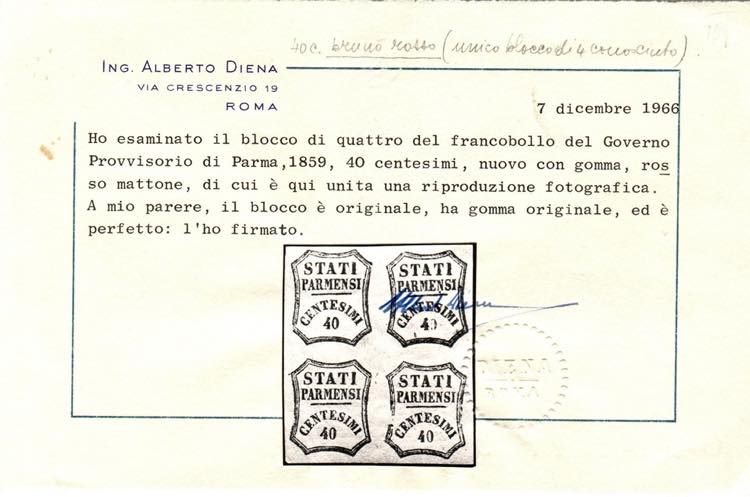 40c. bruno rosso (unico blocco di 4 conosciuto)
ING. ALBERTO DIENA
VIA CRESCENZIO 19
ROMA
7 dicembre 1966
Ho esaminato il blocco di quattro del francobollo del Governo
Provvisorio di Parma,1859, 40 centesimi, nuovo con gomma, ros
so mattone, di cui è qui unita una riproduzione fotografica.
A mio parere, il blocco è originale, ha gomma originale, ed è
perfetto: l'ho firmato.
STATI
PARMENSI
CENTESIMI
40
STATI
PARMENSI
CENTESIMI
40
STATI
PARMENSI
CENTESIMI
40
STATI
PARMENSI
CENTESIMI
40